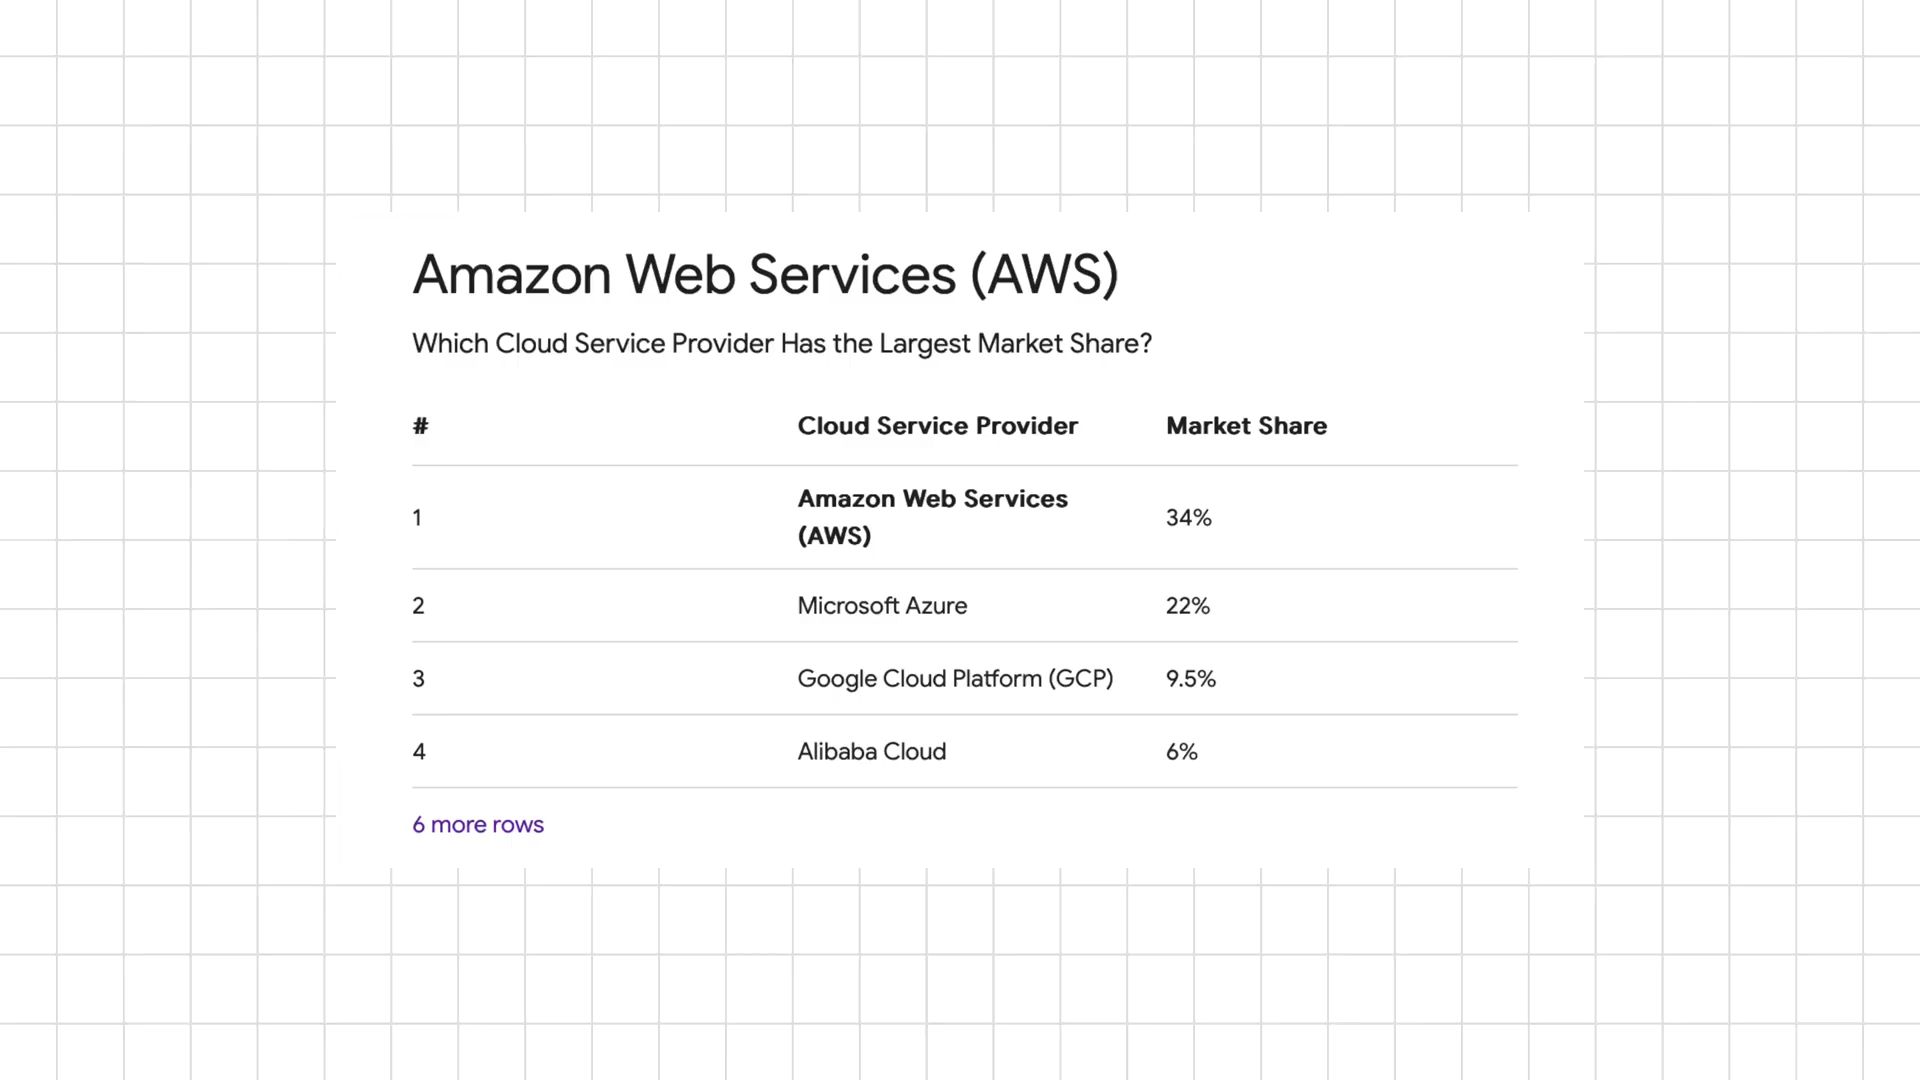 Amazon Web Services (AWS)
Which Cloud Service Provider Has the Largest Market Share?
# Cloud Service Provider Market Share
1 Amazon Web Services (AWS) 34%
2 Microsoft Azure 22%
3 Google Cloud Platform (GCP) 9.5%
4 Alibaba Cloud 6%
6 more rows